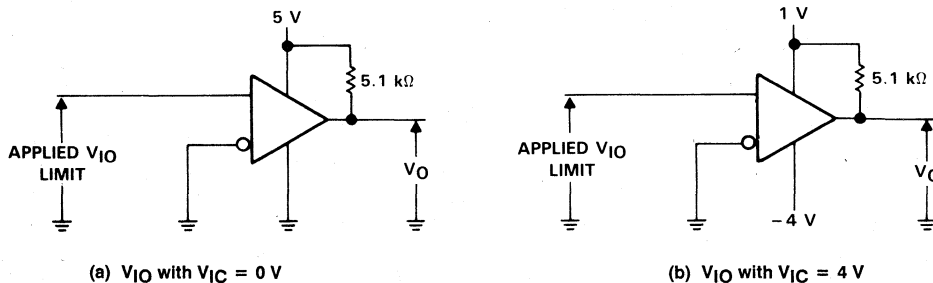 5 V
5.1 kΩ
APPLIED VIO
LIMIT
VO
(a) VIO with VIC = 0 V
1 V
5.1 kΩ
APPLIED VIO
LIMIT
−4 V
(b) VIO with VIC = 4 V